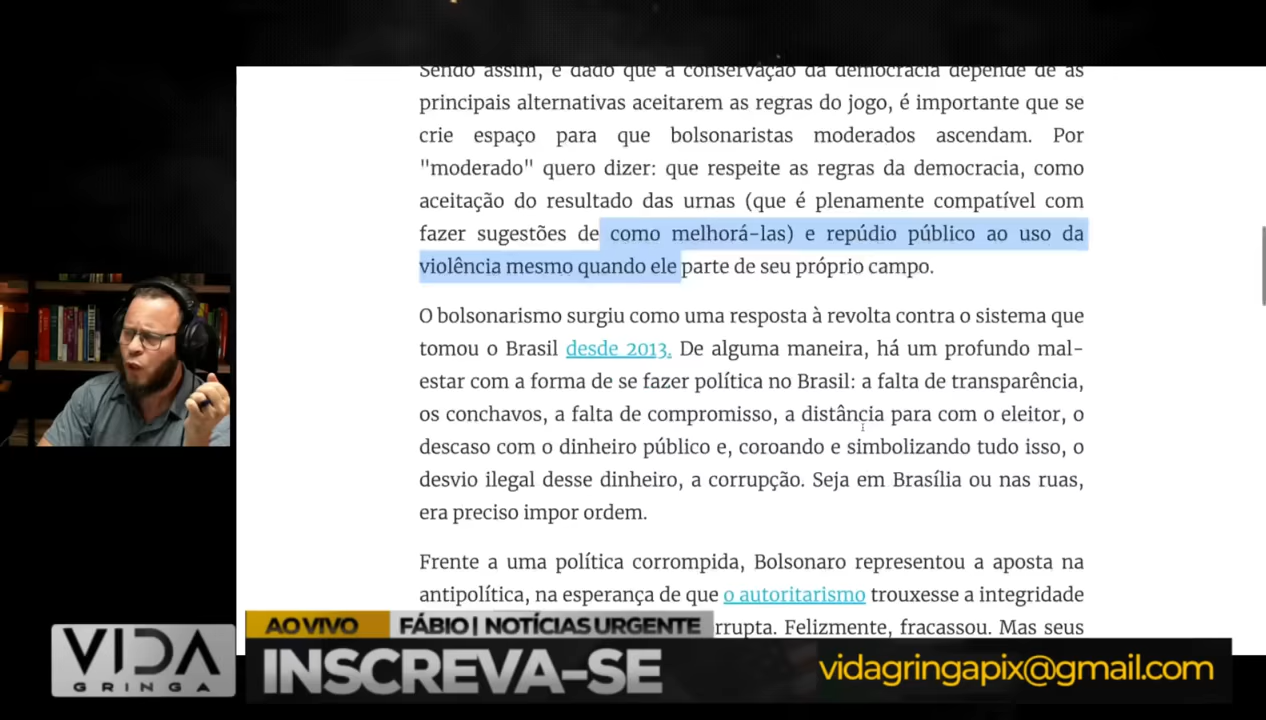 Sendo assim, e dado que a conservação da democracia depende de as
principais alternativas aceitarem as regras do jogo, é importante que se
crie espaço para que bolsonaristas moderados ascendam. Por
"moderado" quero dizer: que respeite as regras da democracia, como
aceitação do resultado das urnas (que é plenamente compatível com
fazer sugestões de como melhorá-las) e repúdio público ao uso da
violência mesmo quando ele parte de seu próprio campo.
O bolsonarismo surgiu como uma resposta à revolta contra o sistema que
tomou o Brasil desde 2013. De alguma maneira, há um profundo mal-
estar com a forma de se fazer política no Brasil: a falta de transparência,
os conchavos, a falta de compromisso, a distância para com o eleitor, o
descaso com o dinheiro público e, coroando e simbolizando tudo isso, o
desvio ilegal desse dinheiro, a corrupção. Seja em Brasília ou nas ruas,
era preciso impor ordem.
Frente a uma política corrompida, Bolsonaro representou a aposta na
antipolítica, na esperança de que o autoritarismo trouxesse a integridade
rrupta. Felizmente, fracassou. Mas seus
AO VIVO FÁBIO | NOTÍCIAS URGENTE
VIDA
GRINGA
INSCREVA-SE
vidagringapix@gmail.com